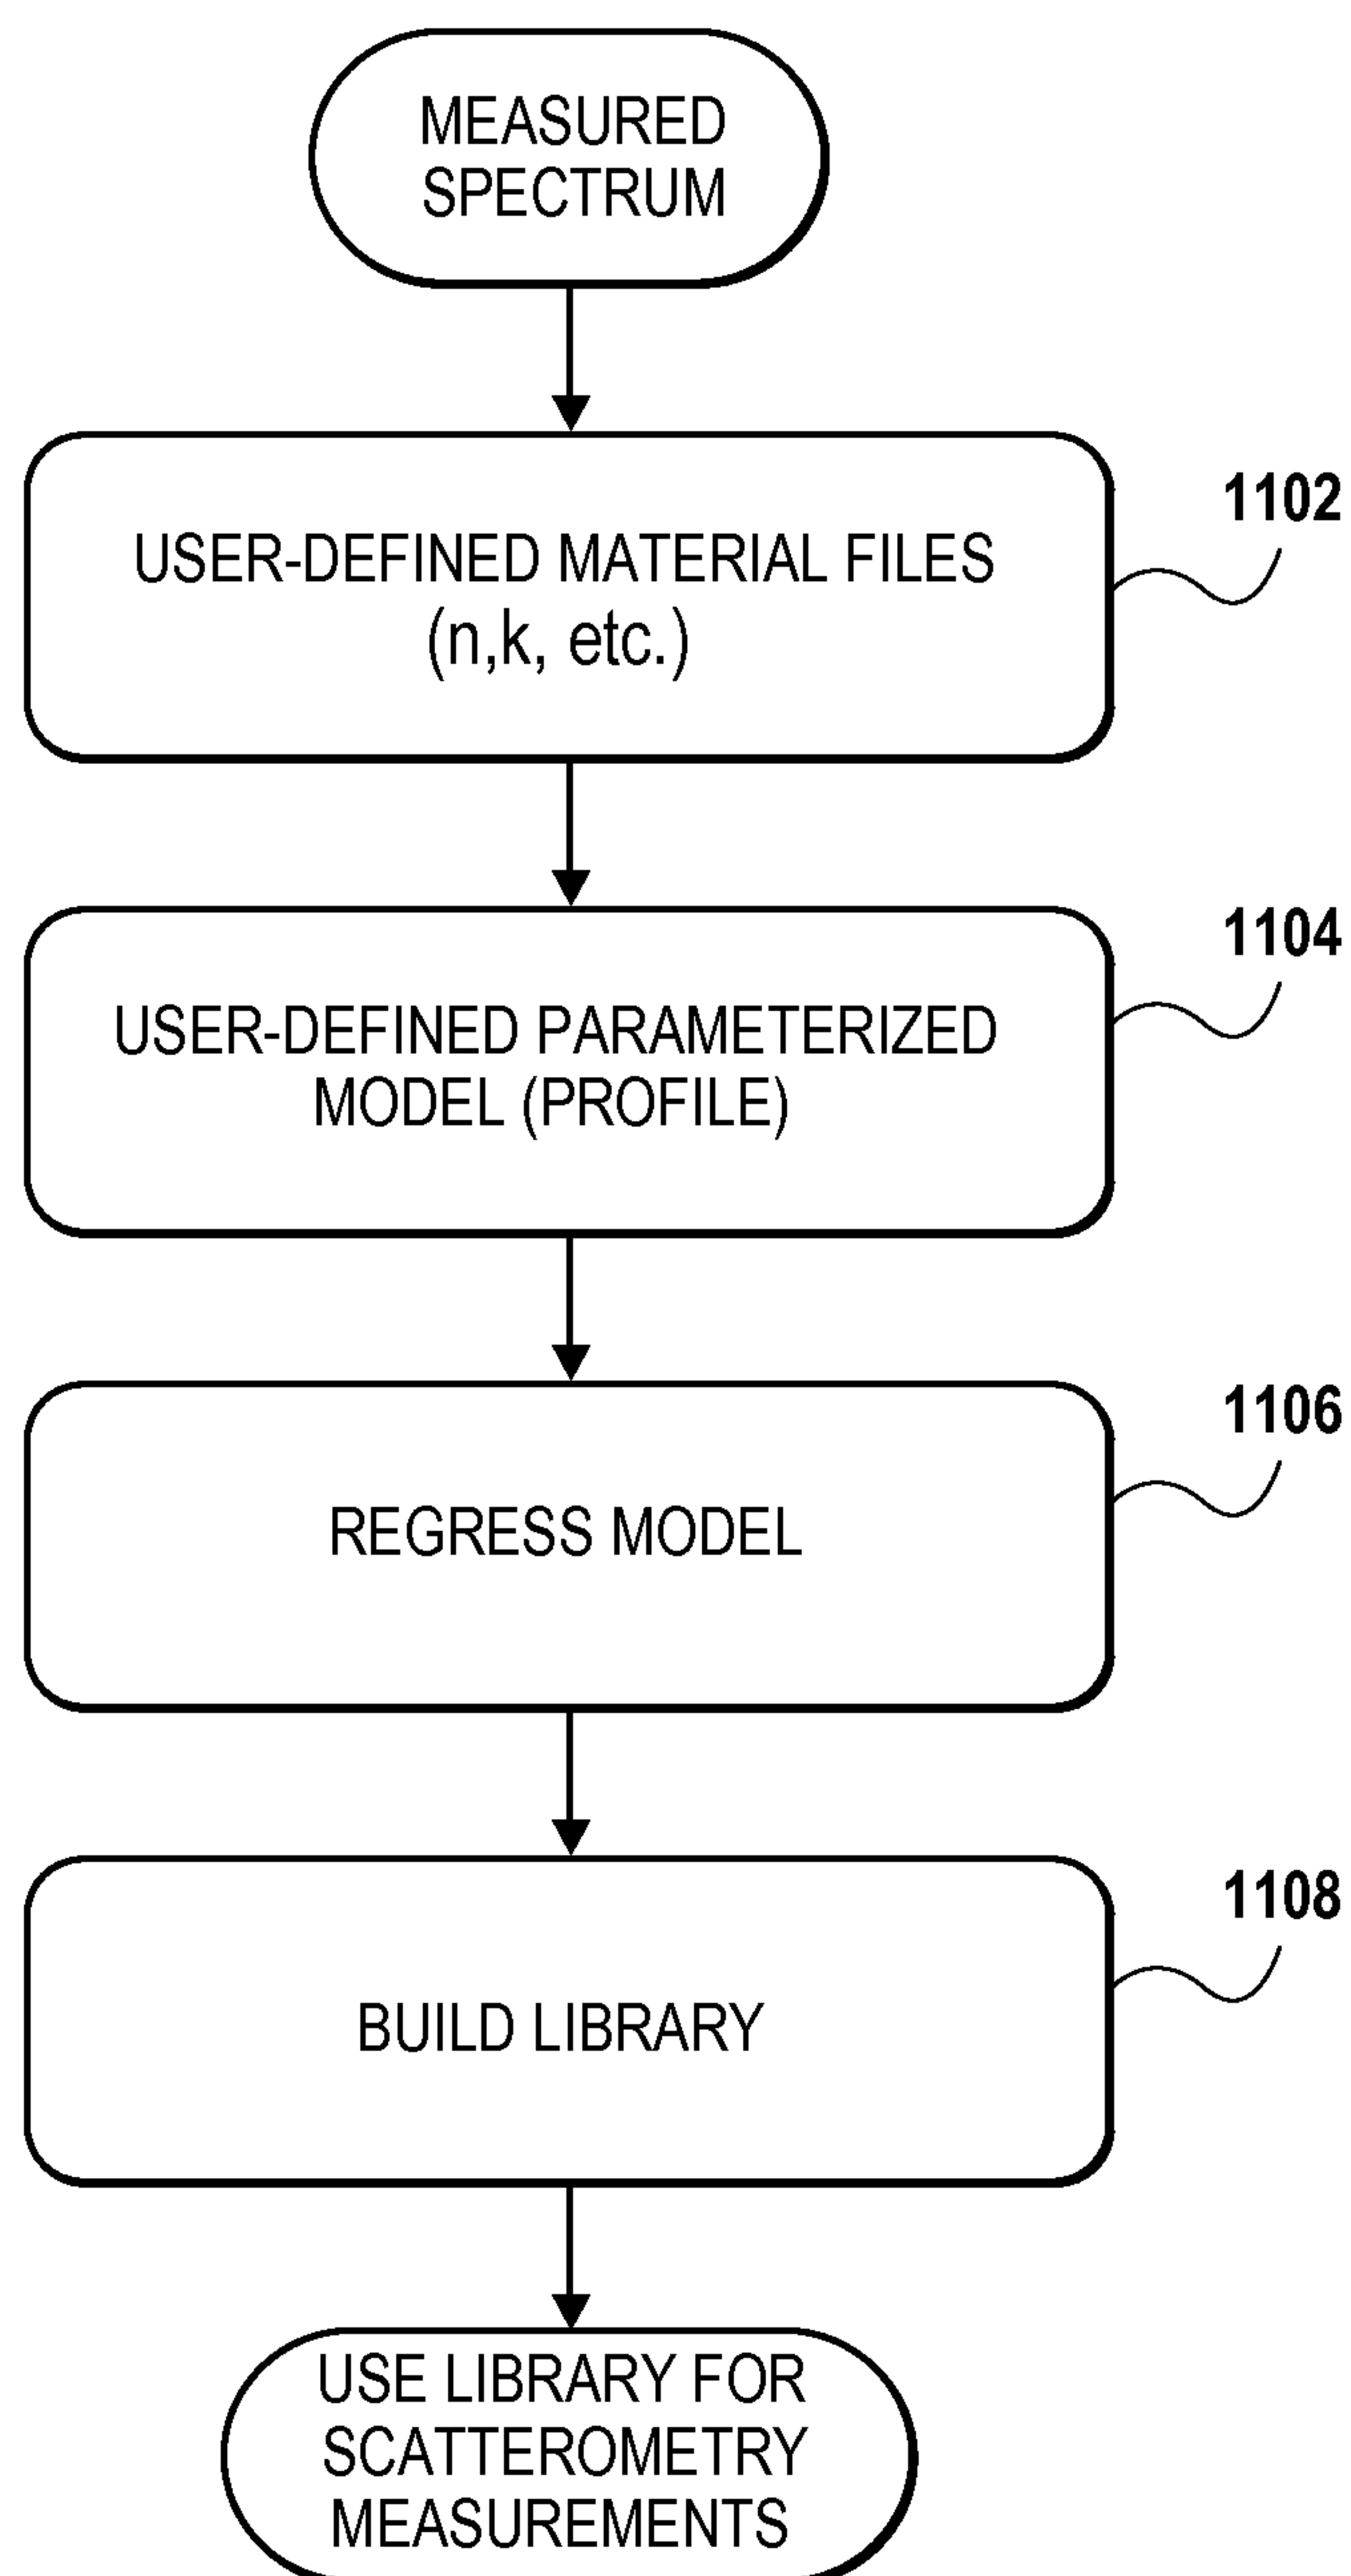 MEASURED
SPECTRUM
USER-DEFINED MATERIAL FILES
(n,k, etc.)
1102
USER-DEFINED PARAMETERIZED
MODEL (PROFILE)
1104
REGRESS MODEL
1106
BUILD LIBRARY
1108
USE LIBRARY FOR
SCATTEROMETRY
MEASUREMENTS